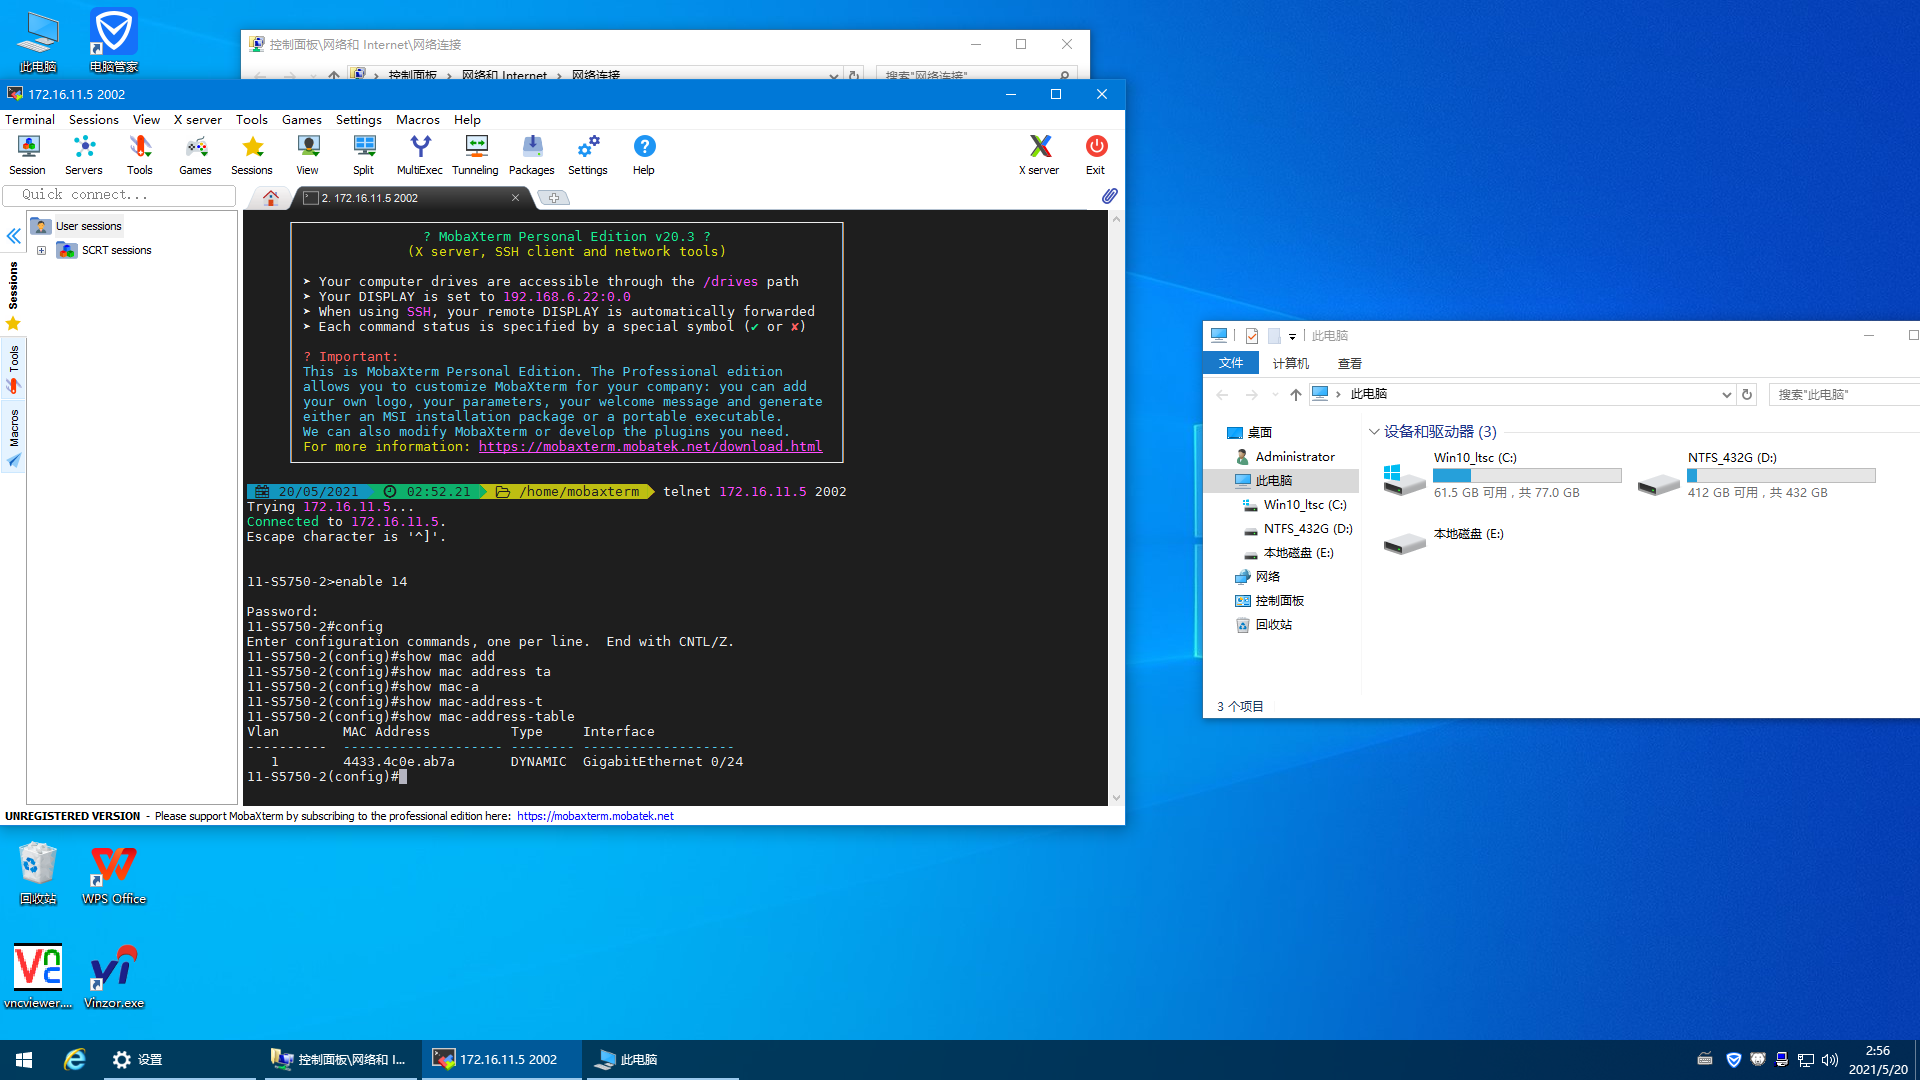 此电脑
电脑管家
控制面板\网络和 Internet\网络连接
控制面板 › 网络和 Internet › 网络连接
搜索"网络连接"
172.16.11.5 2002
Terminal Sessions View X server Tools Games Settings Macros Help
Session Servers Tools Games Sessions View Split MultiExec Tunneling Packages Settings Help X server Exit
Quick connect...
2. 172.16.11.5 2002
User sessions
SCRT sessions
Sessions
Tools
Macros
? MobaXterm Personal Edition v20.3 ?
(X server, SSH client and network tools)
➤ Your computer drives are accessible through the /drives path
➤ Your DISPLAY is set to 192.168.6.22:0.0
➤ When using SSH, your remote DISPLAY is automatically forwarded
➤ Each command status is specified by a special symbol (✔ or ✘)
? Important:
This is MobaXterm Personal Edition. The Professional edition
allows you to customize MobaXterm for your company: you can add
your own logo, your parameters, your welcome message and generate
either an MSI installation package or a portable executable.
We can also modify MobaXterm or develop the plugins you need.
For more information: https://mobaxterm.mobatek.net/download.html
20/05/2021 02:52.21 /home/mobaxterm telnet 172.16.11.5 2002
Trying 172.16.11.5...
Connected to 172.16.11.5.
Escape character is '^]'.
11-S5750-2>enable 14
Password:
11-S5750-2#config
Enter configuration commands, one per line.  End with CNTL/Z.
11-S5750-2(config)#show mac add
11-S5750-2(config)#show mac address ta
11-S5750-2(config)#show mac-a
11-S5750-2(config)#show mac-address-t
11-S5750-2(config)#show mac-address-table
Vlan        MAC Address          Type     Interface
----------  -------------------- -------- -------------------
1        4433.4c0e.ab7a       DYNAMIC  GigabitEthernet 0/24
11-S5750-2(config)#
UNREGISTERED VERSION - Please support MobaXterm by subscribing to the professional edition here: https://mobaxterm.mobatek.net
此电脑
文件 计算机 查看
此电脑
搜索"此电脑"
桌面
Administrator
此电脑
Win10_ltsc (C:)
NTFS_432G (D:)
本地磁盘 (E:)
网络
控制面板
回收站
设备和驱动器 (3)
Win10_ltsc (C:)
61.5 GB 可用 , 共 77.0 GB
NTFS_432G (D:)
412 GB 可用 , 共 432 GB
本地磁盘 (E:)
3 个项目
回收站
WPS Office
vncviewer....
Vinzor.exe
设置
控制面板\网络和 I...
172.16.11.5 2002
此电脑
2:56
2021/5/20